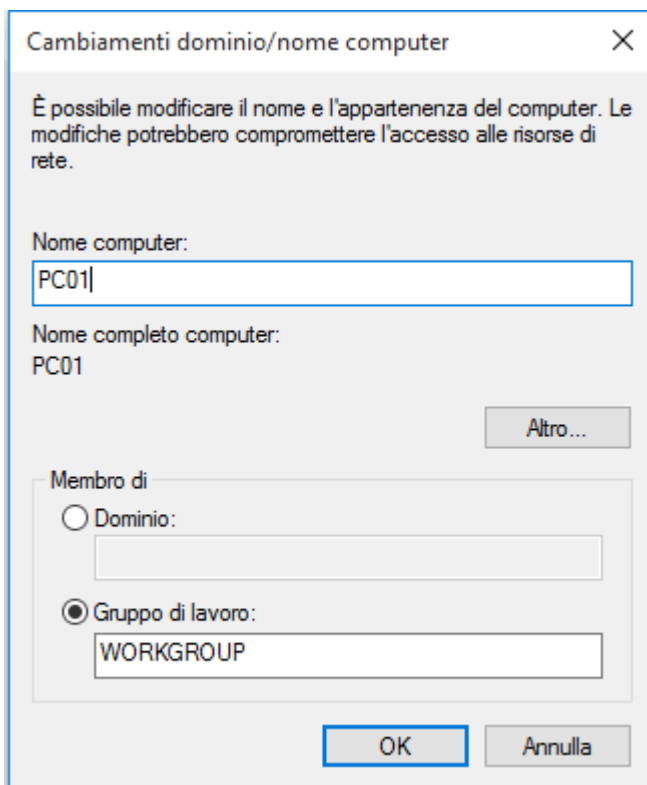 Cambiamenti dominio/nome computer
È possibile modificare il nome e l'appartenenza del computer. Le
modifiche potrebbero compromettere l'accesso alle risorse di
rete.
Nome computer:
PC01
Nome completo computer:
PC01
Altro...
Membro di
Dominio:
Gruppo di lavoro:
WORKGROUP
OK
Annulla